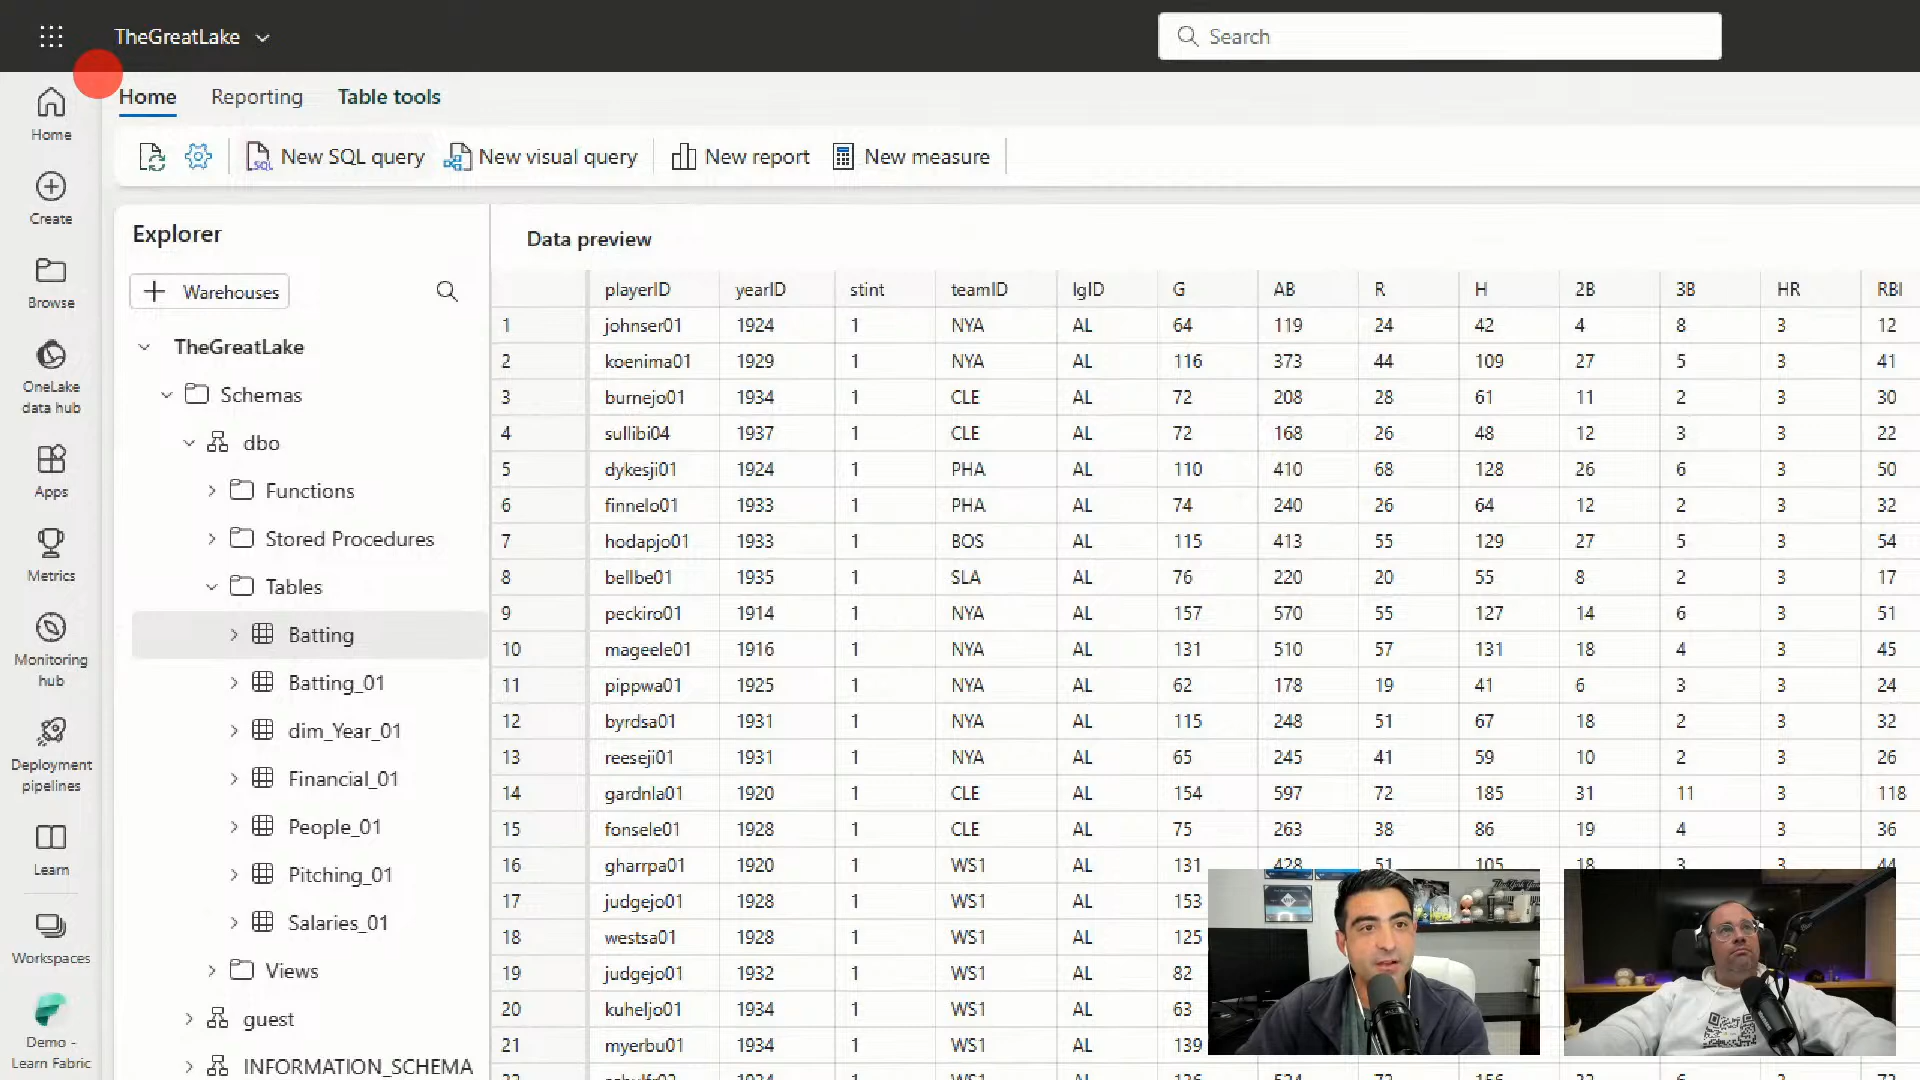 TheGreatLake
Search
Home
Reporting
Table tools
New SQL query
New visual query
New report
New measure
Home
Create
Browse
OneLake
data hub
Apps
Metrics
Monitoring
hub
Deployment
pipelines
Learn
Workspaces
Demo -
Learn Fabric
Explorer
Warehouses
TheGreatLake
Schemas
dbo
Functions
Stored Procedures
Tables
Batting
Batting_01
dim_Year_01
Financial_01
People_01
Pitching_01
Salaries_01
Views
guest
INFORMATION_SCHEMA
Data preview
playerID yearID stint teamID lgID G AB R H 2B 3B HR RBI
1 johnser01 1924 1 NYA AL 64 119 24 42 4 8 3 12
2 koenima01 1929 1 NYA AL 116 373 44 109 27 5 3 41
3 burnejo01 1934 1 CLE AL 72 208 28 61 11 2 3 30
4 sullibi04 1937 1 CLE AL 72 168 26 48 12 3 3 22
5 dykesji01 1924 1 PHA AL 110 410 68 128 26 6 3 50
6 finnelo01 1933 1 PHA AL 74 240 26 64 12 2 3 32
7 hodapjo01 1933 1 BOS AL 115 413 55 129 27 5 3 54
8 bellbe01 1935 1 SLA AL 76 220 20 55 8 2 3 17
9 peckiro01 1914 1 NYA AL 157 570 55 127 14 6 3 51
10 mageele01 1916 1 NYA AL 131 510 57 131 18 4 3 45
11 pippwa01 1925 1 NYA AL 62 178 19 41 6 3 3 24
12 byrdsa01 1931 1 NYA AL 115 248 51 67 18 2 3 32
13 reeseji01 1931 1 NYA AL 65 245 41 59 10 2 3 26
14 gardnla01 1920 1 CLE AL 154 597 72 185 31 11 3 118
15 fonsele01 1928 1 CLE AL 75 263 38 86 19 4 3 36
16 gharrpa01 1920 1 WS1 AL 131 428 51 105 18 3 3 44
17 judgejo01 1928 1 WS1 AL 153
18 westsa01 1928 1 WS1 AL 125
19 judgejo01 1932 1 WS1 AL 82
20 kuheljo01 1934 1 WS1 AL 63
21 myerbu01 1934 1 WS1 AL 139